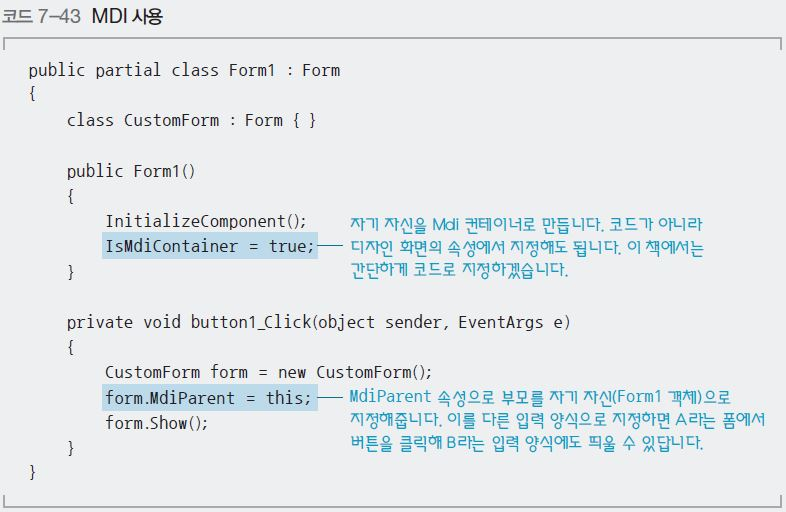 코드 7-43 MDI 사용
public partial class Form1 : Form
{
class CustomForm : Form { }
public Form1()
{
InitializeComponent();
IsMdiContainer = true;
자기 자신을 Mdi 컨테이너로 만듭니다. 코드가 아니라
디자인 화면의 속성에서 지정해도 됩니다. 이 책에서는
간단하게 코드로 지정하겠습니다.
}
private void button1_Click(object sender, EventArgs e)
{
CustomForm form = new CustomForm();
form.MdiParent = this;
MdiParent 속성으로 부모를 자기 자신(Form1 객체)으로
지정해줍니다. 이를 다른 입력 양식으로 지정하면 A라는 폼에서
버튼을 클릭해 B라는 입력 양식에도 띄울 수 있답니다.
form.Show();
}
}